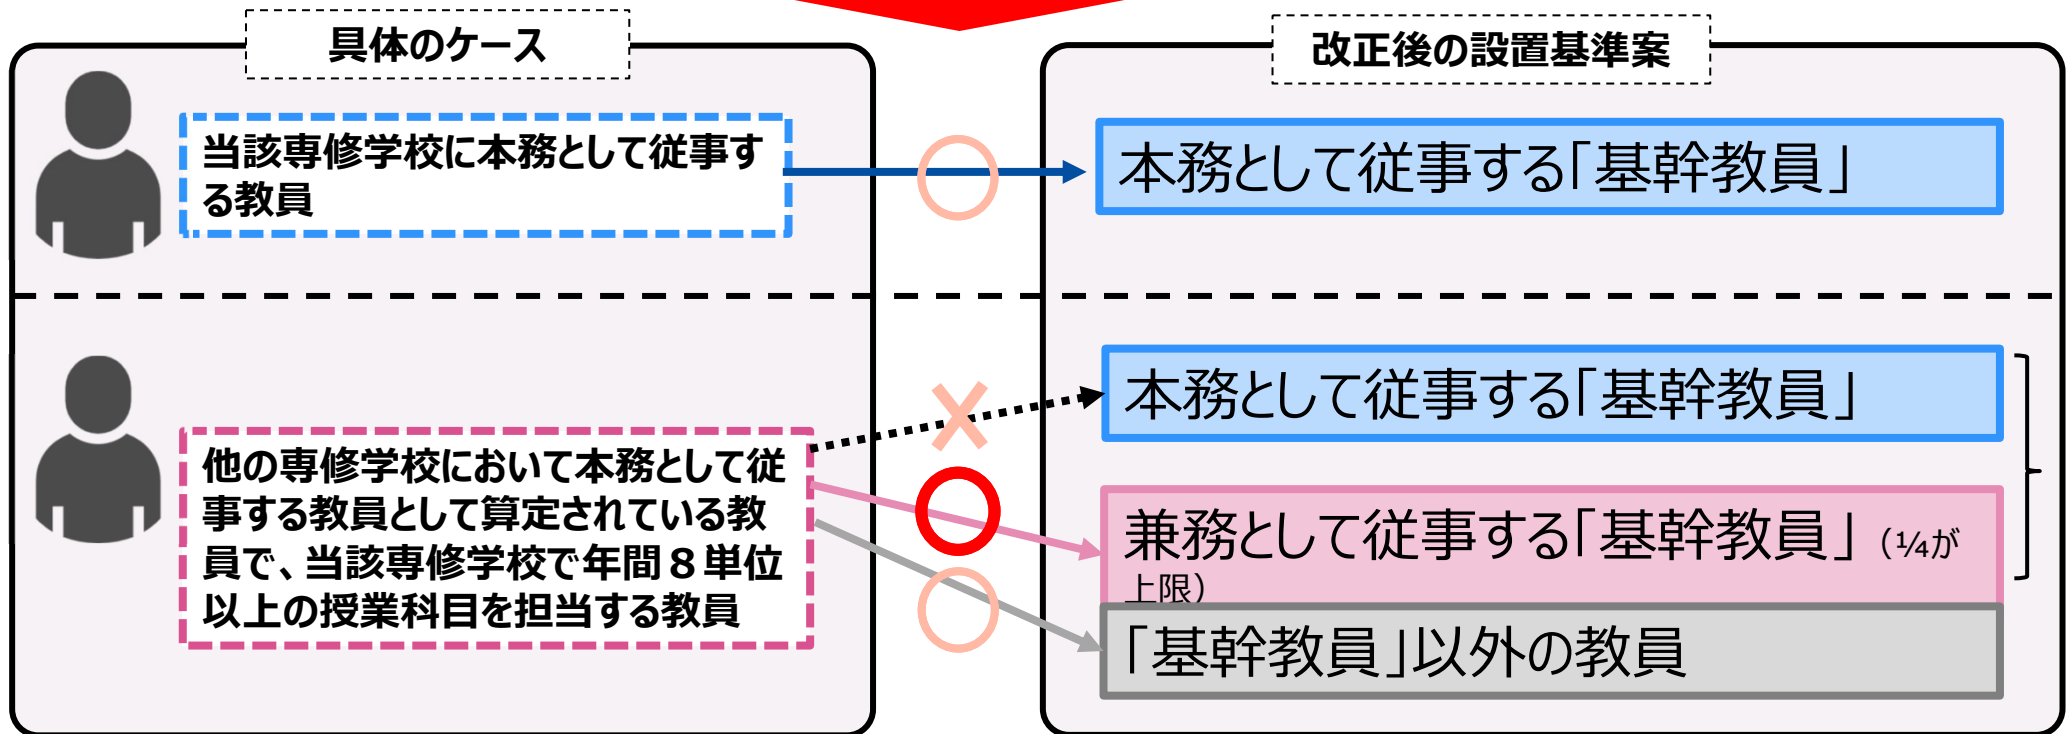 具体のケース
改正後の設置基準案
当該専修学校に本務として従事す
る教員
本務として従事する「基幹教員」
他の専修学校において本務として従
事する教員として算定されている教
員で、当該専修学校で年間８単位
以上の授業科目を担当する教員
本務として従事する「基幹教員」
兼務として従事する「基幹教員」（¼が
上限）
「基幹教員」以外の教員